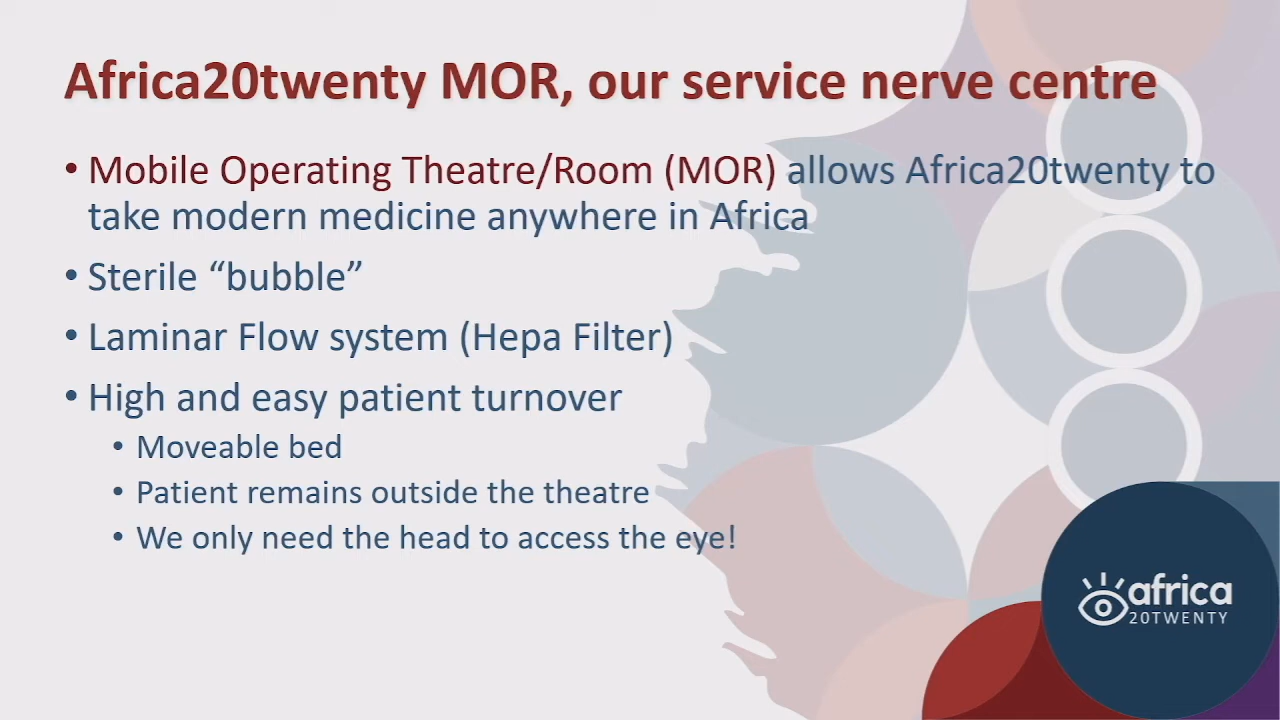 Africa20twenty MOR, our service nerve centre
• Mobile Operating Theatre/Room (MOR) allows Africa20twenty to
take modern medicine anywhere in Africa
• Sterile “bubble”
• Laminar Flow system (Hepa Filter)
• High and easy patient turnover
• Moveable bed
• Patient remains outside the theatre
• We only need the head to access the eye!
africa
20TWENTY